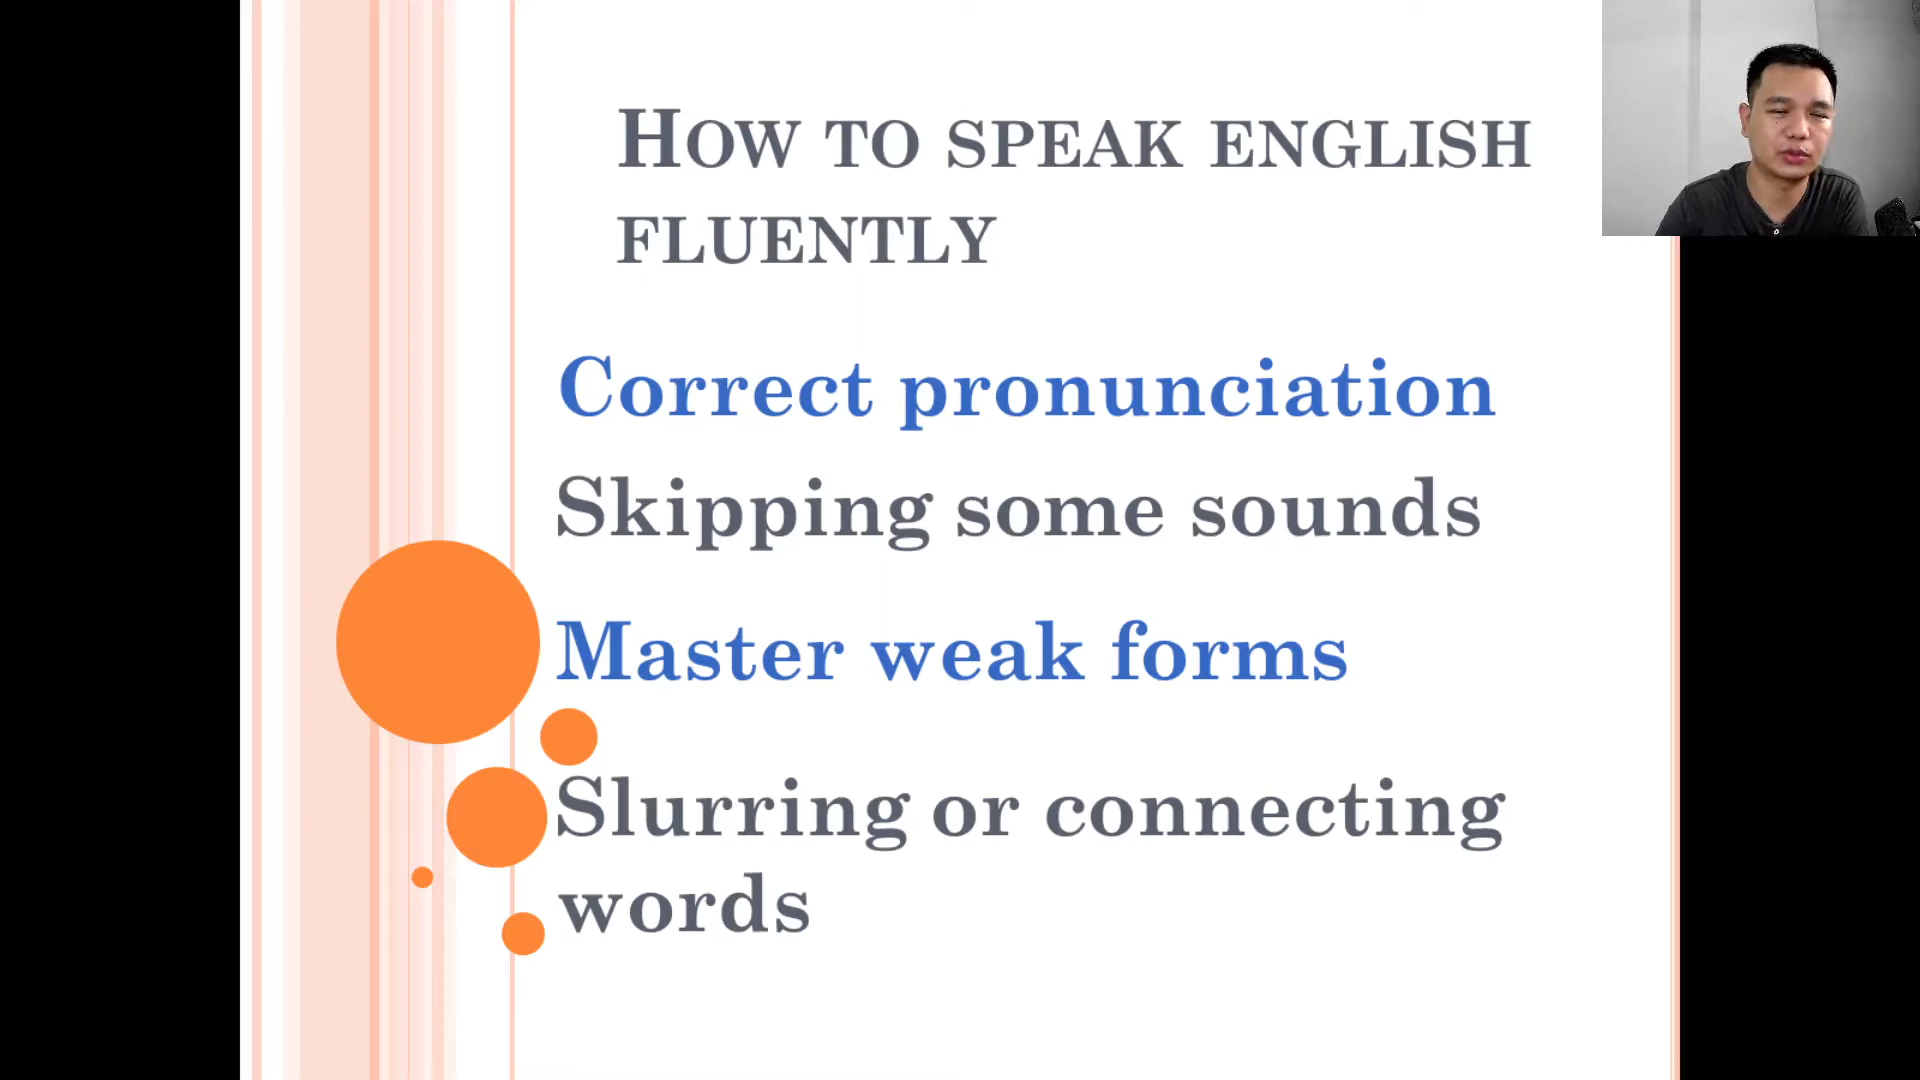 HOW TO SPEAK ENGLISH
FLUENTLY
Correct pronunciation
Skipping some sounds
Master weak forms
Slurring or connecting
words